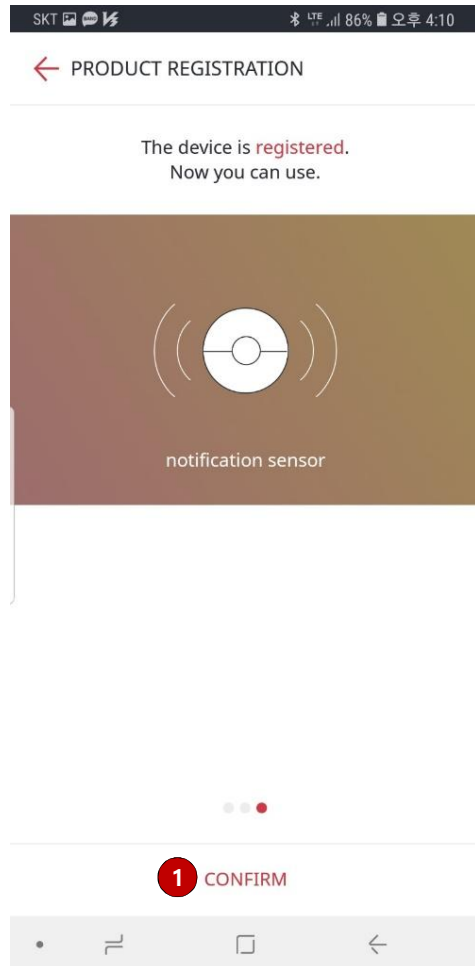 SKT 86% 오후 4:10
PRODUCT REGISTRATION
The device is registered.
Now you can use.
notification sensor
1 CONFIRM